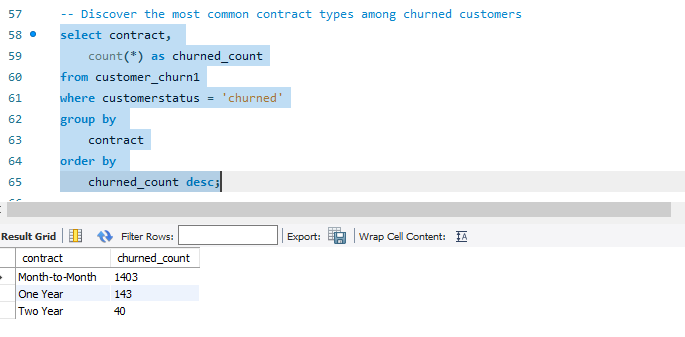 57 -- Discover the most common contract types among churned customers
58 select contract,
59 count(*) as churned_count
60 from customer_churn1
61 where customerstatus = 'churned'
62 group by
63 contract
64 order by
65 churned_count desc;
Result Grid Filter Rows: Export: Wrap Cell Content:
contract churned_count
Month-to-Month 1403
One Year 143
Two Year 40